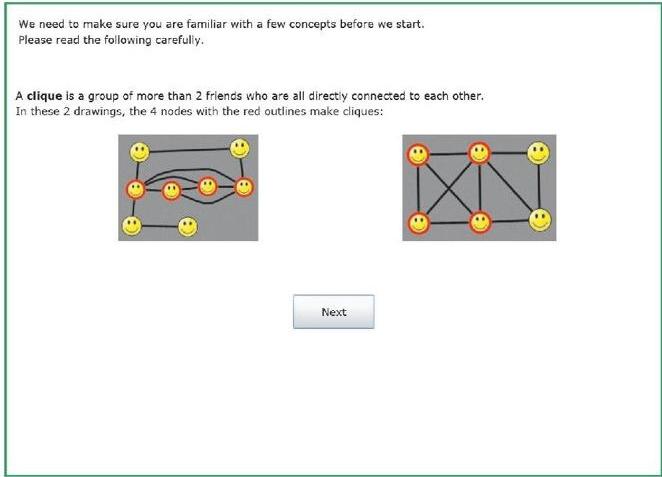 We need to make sure you are familiar with a few concepts before we start.
Please read the following carefully.
A clique is a group of more than 2 friends who are all directly connected to each other.
In these 2 drawings, the 4 nodes with the red outlines make cliques:
Next